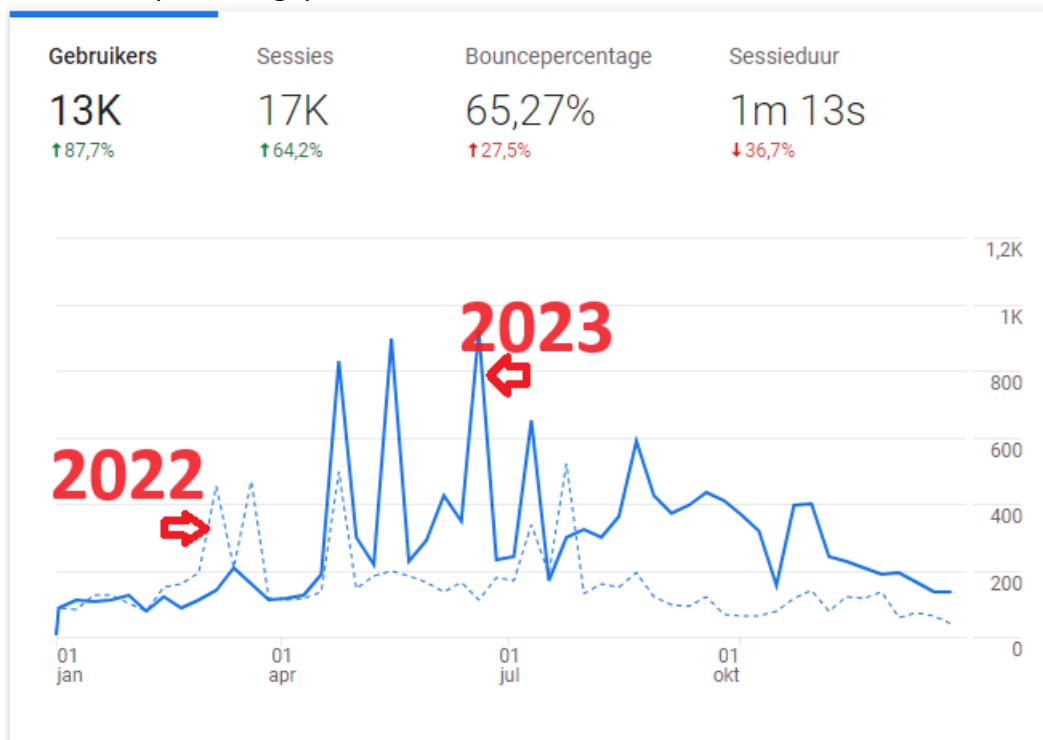 Gebruikers Sessies Bouncepercentage Sessieduur
13K 17K 65,27% 1m 13s
↑87,7% ↑64,2% ↑27,5% ↓36,7%
1,2K
1K
2023
800
600
2022
400
200
0
01 01 01 01
jan apr jul okt